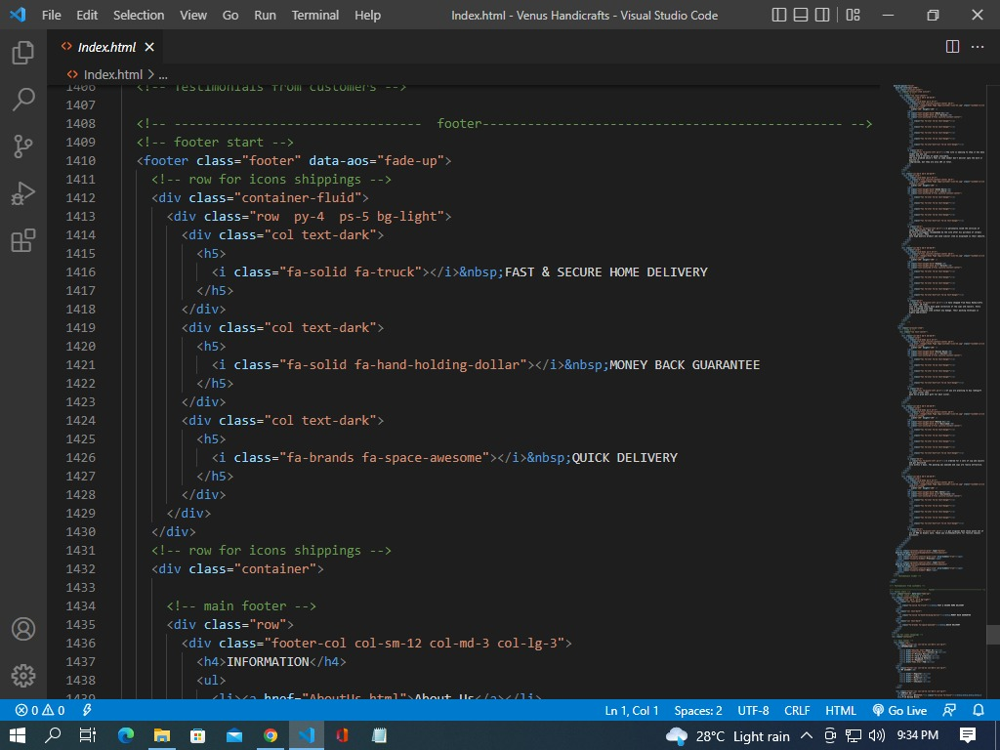 File Edit Selection View Go Run Terminal Help Index.html - Venus Handicrafts - Visual Studio Code
Index.html
Index.html > ...
1406 <!-- Testimonials from customers -->
1407
1408 <!-- ------------------------------ footer------------------------------------------- -->
1409 <!-- footer start -->
1410 <footer class="footer" data-aos="fade-up">
1411 <!-- row for icons shippings -->
1412 <div class="container-fluid">
1413 <div class="row  py-4  ps-5 bg-light">
1414 <div class="col text-dark">
1415 <h5>
1416 <i class="fa-solid fa-truck"></i>&nbsp;FAST & SECURE HOME DELIVERY
1417 </h5>
1418 </div>
1419 <div class="col text-dark">
1420 <h5>
1421 <i class="fa-solid fa-hand-holding-dollar"></i>&nbsp;MONEY BACK GUARANTEE
1422 </h5>
1423 </div>
1424 <div class="col text-dark">
1425 <h5>
1426 <i class="fa-brands fa-space-awesome"></i>&nbsp;QUICK DELIVERY
1427 </h5>
1428 </div>
1429 </div>
1430 </div>
1431 <!-- row for icons shippings -->
1432 <div class="container">
1433
1434 <!-- main footer -->
1435 <div class="row">
1436 <div class="footer-col col-sm-12 col-md-3 col-lg-3">
1437 <h4>INFORMATION</h4>
1438 <ul>
1439 <li><a href="AboutUs.html">About Us</a></li>
0 0 Ln 1, Col 1 Spaces: 2 UTF-8 CRLF HTML Go Live
28°C Light rain 9:34 PM